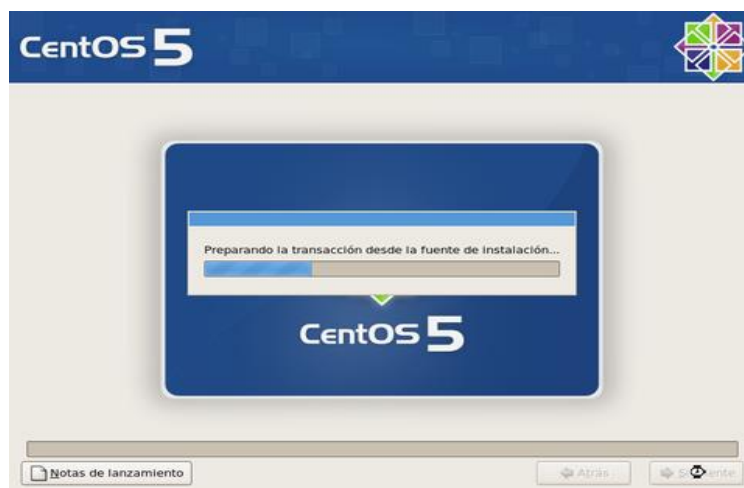 CentOS 5
Preparando la transacción desde la fuente de instalación...
CentOS 5
Notas de lanzamiento
Atrás